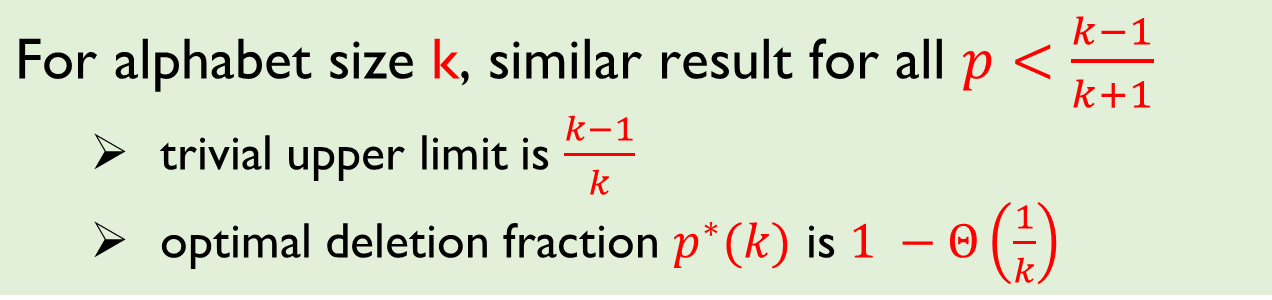 For alphabet size k, similar result for all p < (k−1)/(k+1)
➢ trivial upper limit is (k−1)/k
➢ optimal deletion fraction p*(k) is 1 − Θ(1/k)